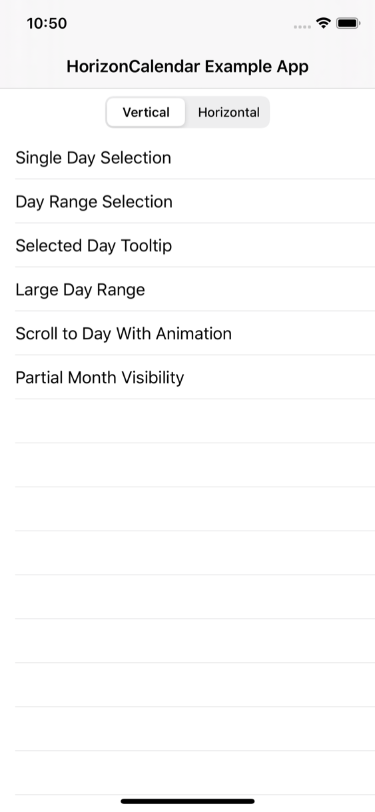 10:50
HorizonCalendar Example App
Vertical Horizontal
Single Day Selection
Day Range Selection
Selected Day Tooltip
Large Day Range
Scroll to Day With Animation
Partial Month Visibility